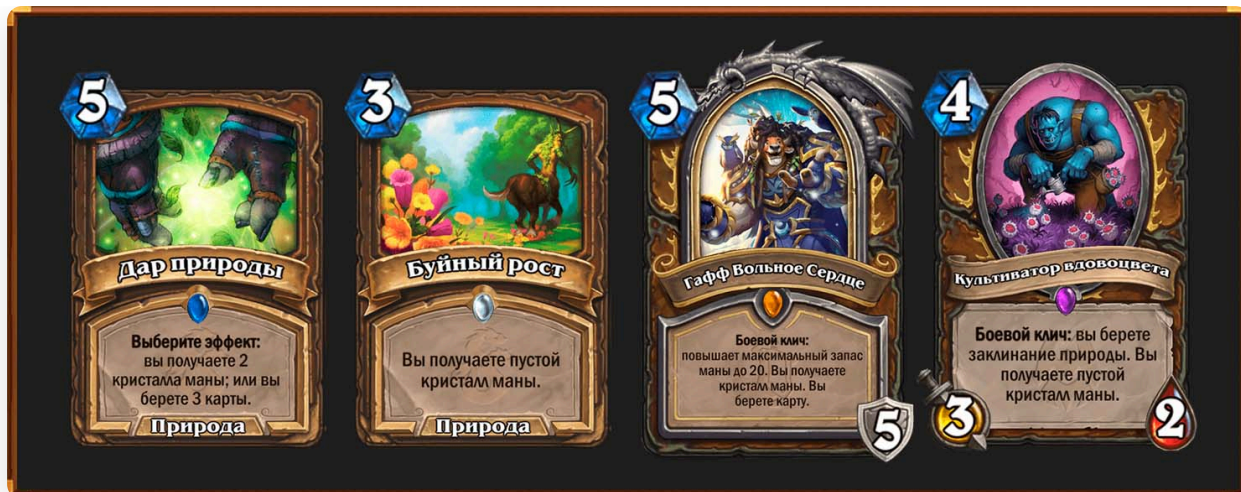 5
Дар природы
Выберите эффект:
вы получаете 2
кристалла маны; или вы
берете 3 карты.
Природа
3
Буйный рост
Вы получаете пустой
кристалл маны.
Природа
5
Гафф Вольное Сердце
Боевой клич:
повышает максимальный запас
маны до 20. Вы получаете
кристалл маны. Вы
берете карту.
5
4
Культиватор вдовоцвета
Боевой клич: вы берете
заклинание природы. Вы
получаете пустой
кристалл маны.
3
2